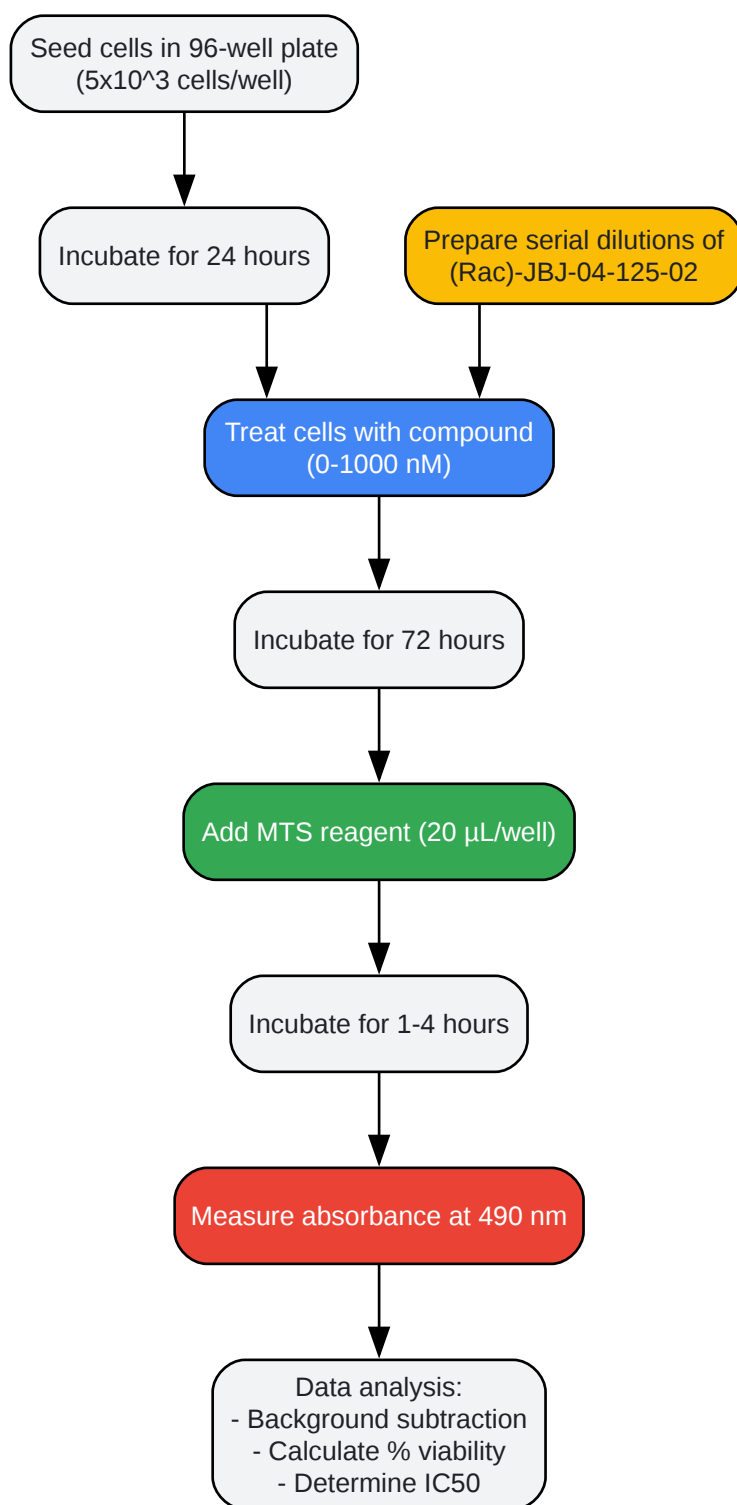 Seed cells in 96-well plate
(5x10^3 cells/well)
Incubate for 24 hours
Prepare serial dilutions of
(Rac)-JBJ-04-125-02
Treat cells with compound
(0-1000 nM)
Incubate for 72 hours
Add MTS reagent (20 µL/well)
Incubate for 1-4 hours
Measure absorbance at 490 nm
Data analysis:
- Background subtraction
- Calculate % viability
- Determine IC50